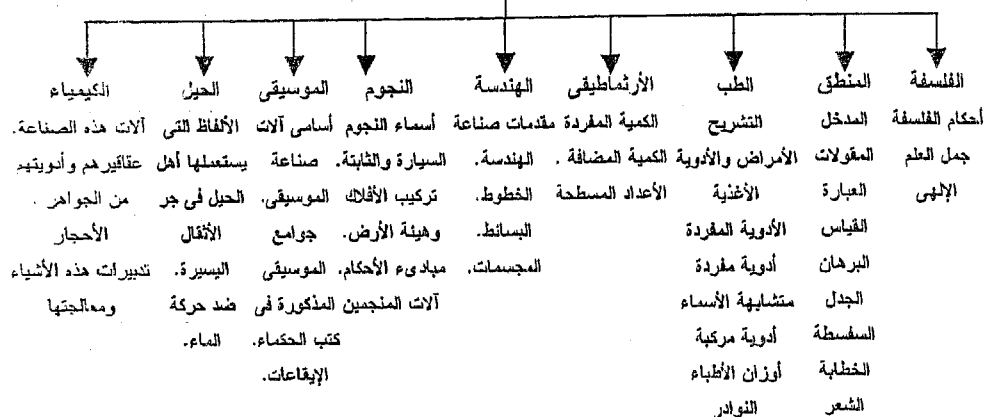 الفلسفة
أحكام الفلسفة
جمل العلم
الإلهى
المنطق
المدخل
المقولات
العبارة
القياس
البرهان
الجدل
السفسطة
الخطابة
الشعر
الطب
التشريح
الأمراض والأدوية
الأغذية
الأدوية المفردة
أدوية مفردة
متشابهة الأسماء
أدوية مركبة
أوزان الأطباء
النوادر
الأرثماطيقى
الكمية المفردة
الكمية المضافة .
الأعداد المسطحة
الهندسة
مقدمات صناعة
الهندسة.
الخطوط.
البسائط.
المجسمات.
النجوم
أسماء النجوم
السيارة والثابتة.
تركيب الأفلاك
وهيئة الأرض.
مبادىء الأحكام.
آلات المنجمين
الموسيقى
أسامى آلات
صناعة
الموسيقى.
جوامع
الموسيقى
المذكورة فى
كتب الحكماء.
الإيقاعات.
الحيل
الألفاظ التى
يستعملها أهل
الحيل فى جر
الأثقال
اليسيرة.
ضد حركة
الماء.
الكيمياء
آلات هذه الصناعة.
عقاقيرهم وأدويتهم
من الجواهر .
الأحجار
تدبيرات هذه الأشياء
ومعالجتها